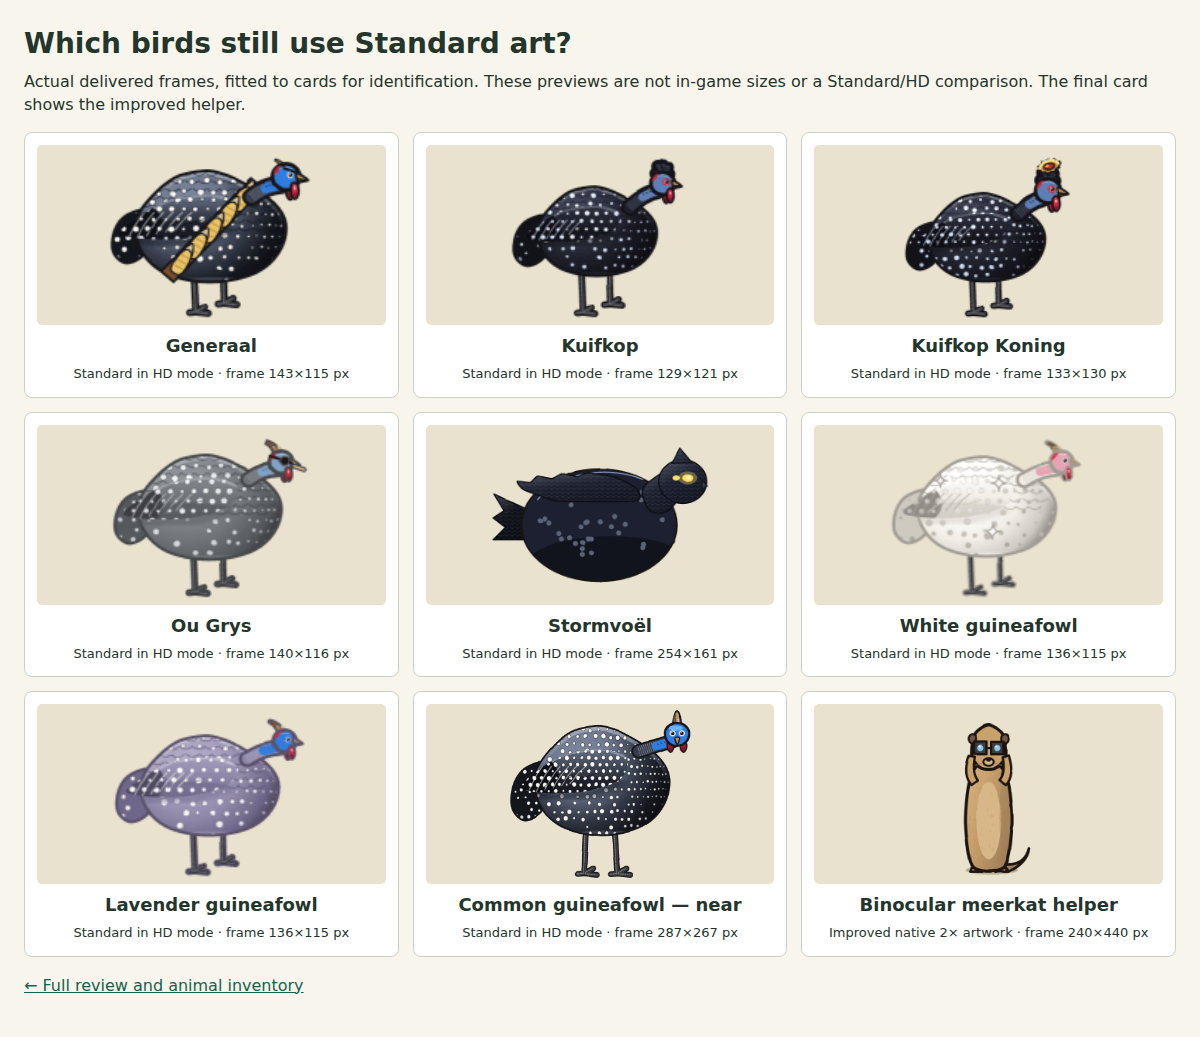 Which birds still use Standard art?
Actual delivered frames, fitted to cards for identification. These previews are not in-game sizes or a Standard/HD comparison. The final card
shows the improved helper.
Generaal
Standard in HD mode · frame 143×115 px
Kuifkop
Standard in HD mode · frame 129×121 px
Kuifkop Koning
Standard in HD mode · frame 133×130 px
Ou Grys
Standard in HD mode · frame 140×116 px
Stormvoël
Standard in HD mode · frame 254×161 px
White guineafowl
Standard in HD mode · frame 136×115 px
Lavender guineafowl
Standard in HD mode · frame 136×115 px
Common guineafowl — near
Standard in HD mode · frame 287×267 px
Binocular meerkat helper
Improved native 2× artwork · frame 240×440 px
← Full review and animal inventory